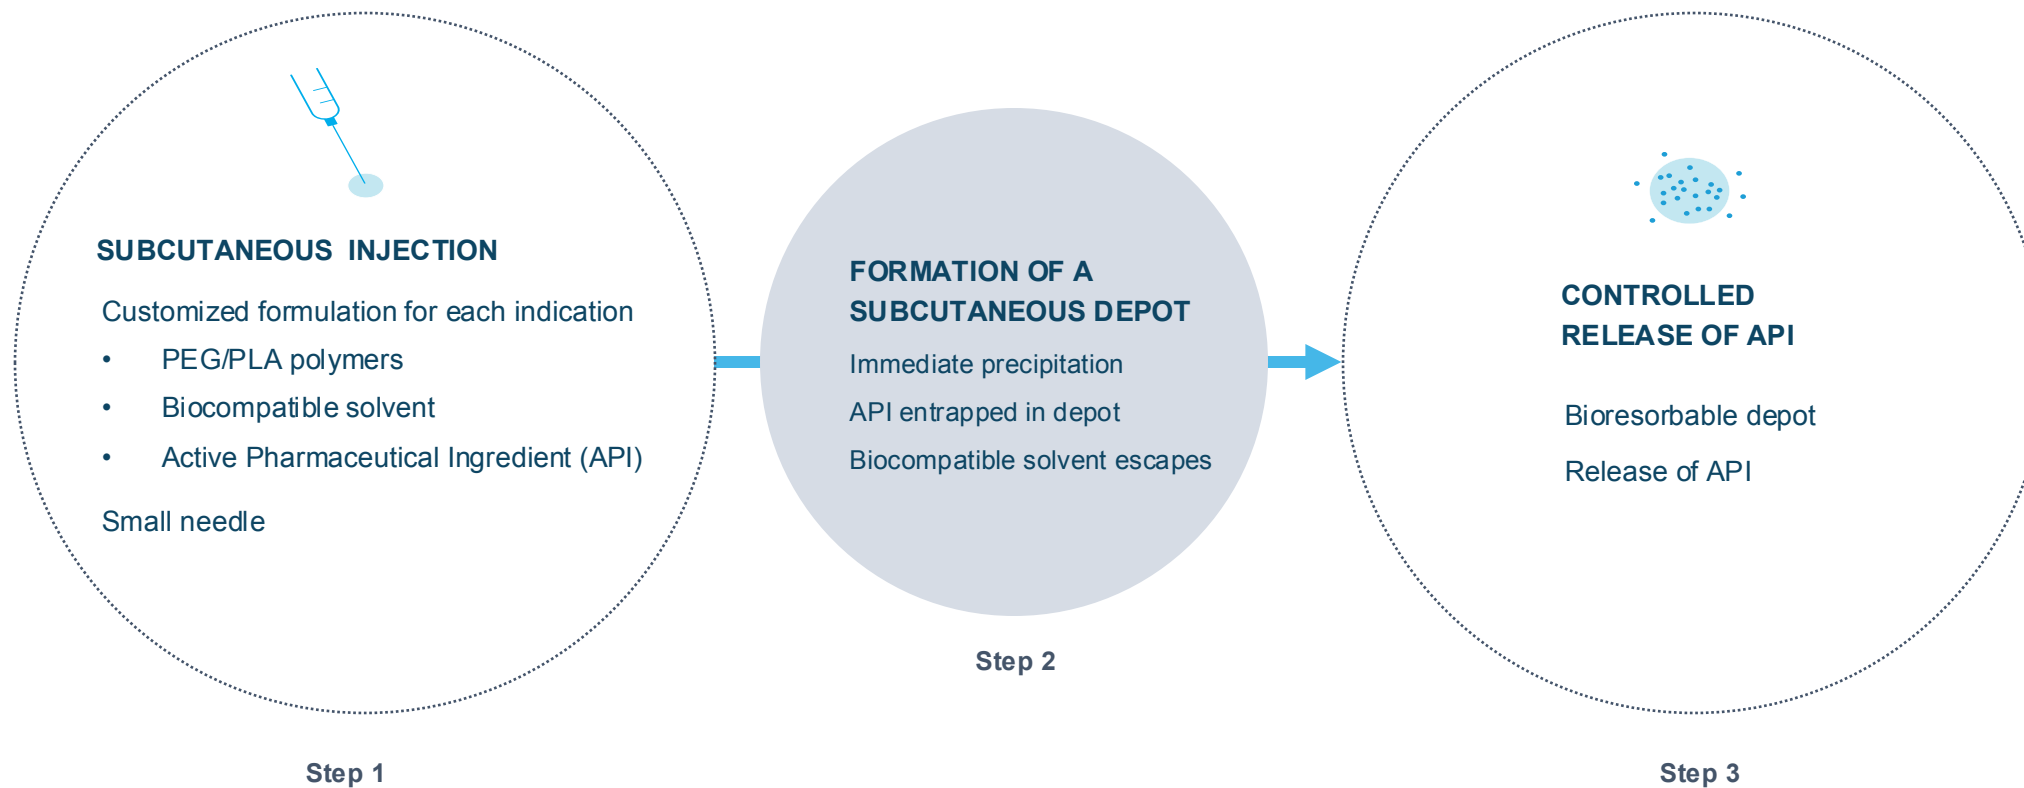 SUBCUTANEOUS INJECTION
Customized formulation for each indication
• PEG/PLA polymers
• Biocompatible solvent
• Active Pharmaceutical Ingredient (API)
Small needle
Step 1
FORMATION OF A
SUBCUTANEOUS DEPOT
Immediate precipitation
API entrapped in depot
Biocompatible solvent escapes
Step 2
CONTROLLED
RELEASE OF API
Bioresorbable depot
Release of API
Step 3